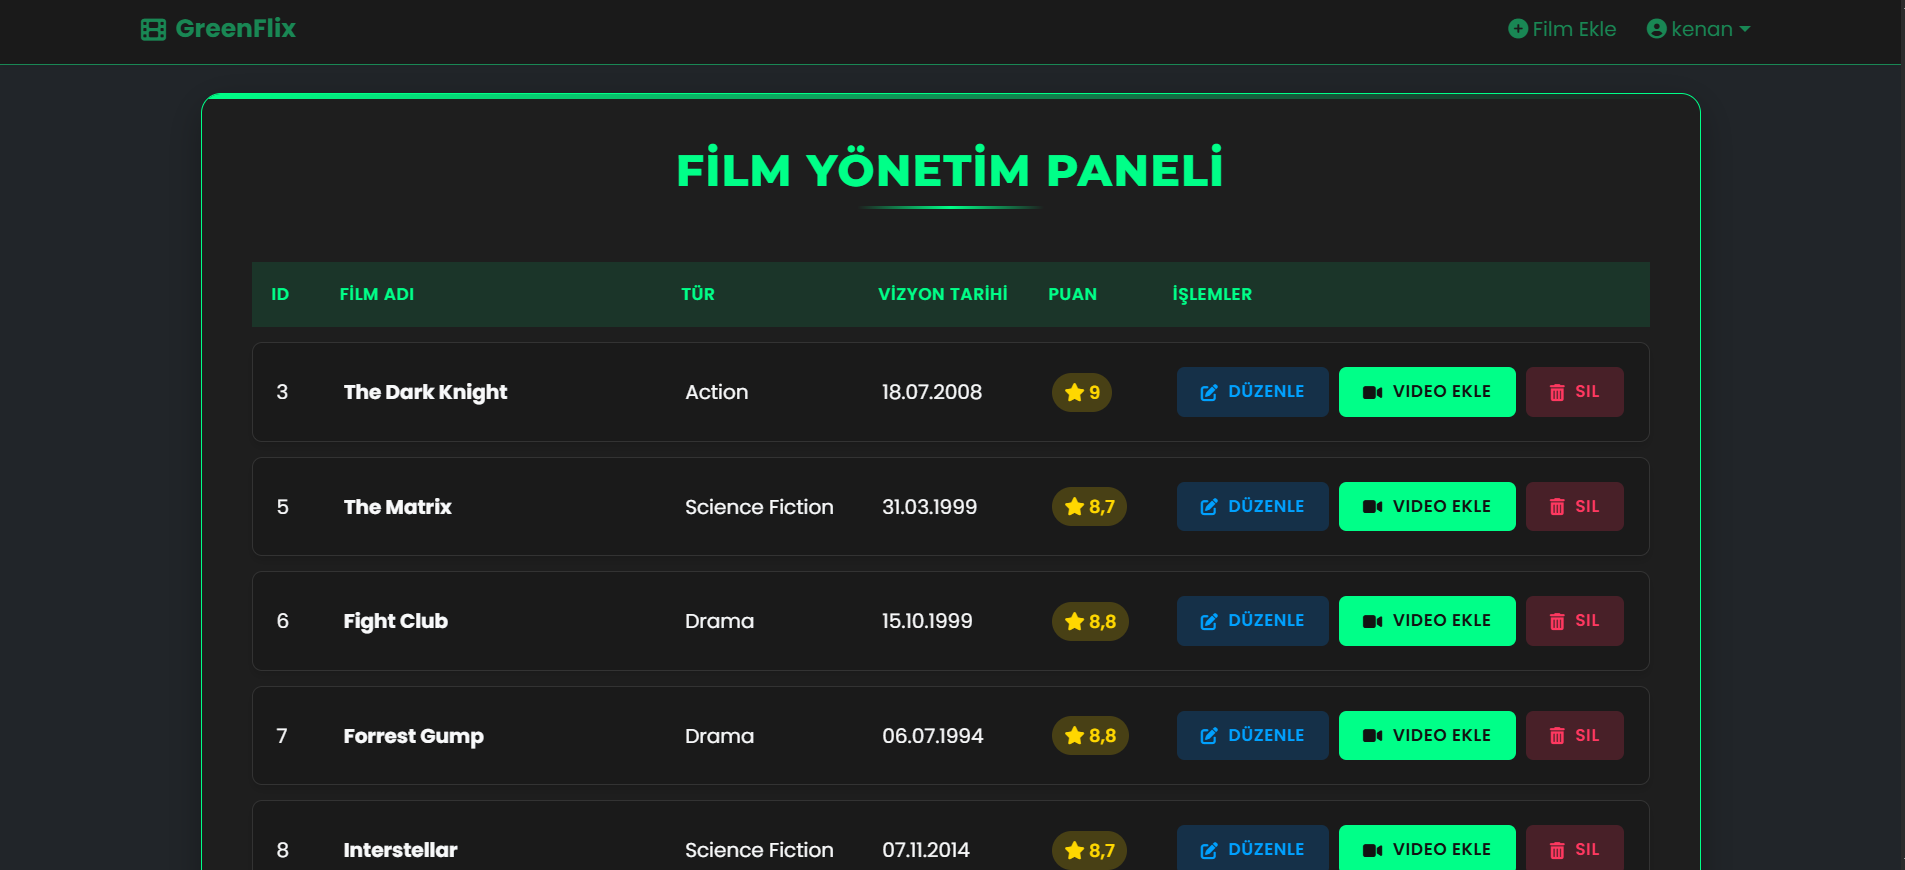 GreenFlix Film Ekle kenan
FİLM YÖNETİM PANELİ
ID FİLM ADI TÜR VİZYON TARİHİ PUAN İŞLEMLER
3 The Dark Knight Action 18.07.2008 9 DÜZENLE VIDEO EKLE SIL
5 The Matrix Science Fiction 31.03.1999 8,7 DÜZENLE VIDEO EKLE SIL
6 Fight Club Drama 15.10.1999 8,8 DÜZENLE VIDEO EKLE SIL
7 Forrest Gump Drama 06.07.1994 8,8 DÜZENLE VIDEO EKLE SIL
8 Interstellar Science Fiction 07.11.2014 8,7 DÜZENLE VIDEO EKLE SIL